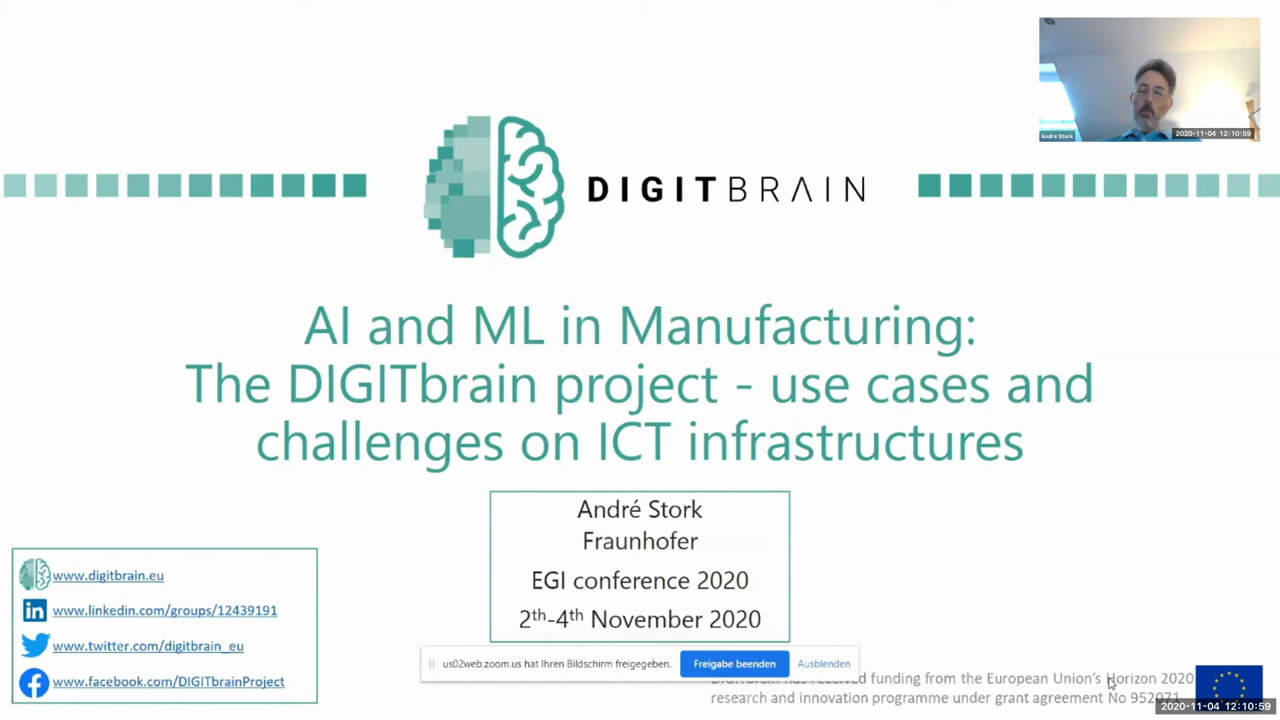 Andre Stork
2020-11-04 12:10:59
DIGITBRAIN
AI and ML in Manufacturing:
The DIGITbrain project - use cases and
challenges on ICT infrastructures
André Stork
Fraunhofer
EGI conference 2020
2th-4th November 2020
www.digitbrain.eu
www.linkedin.com/groups/12439191
www.twitter.com/digitbrain_eu
www.facebook.com/DIGITbrainProject
us02web.zoom.us hat Ihren Bildschirm freigegeben.
Freigabe beenden
Ausblenden
DIGITbrain has received funding from the European Union's Horizon 2020
research and innovation programme under grant agreement No 952071
2020-11-04 12:10:59